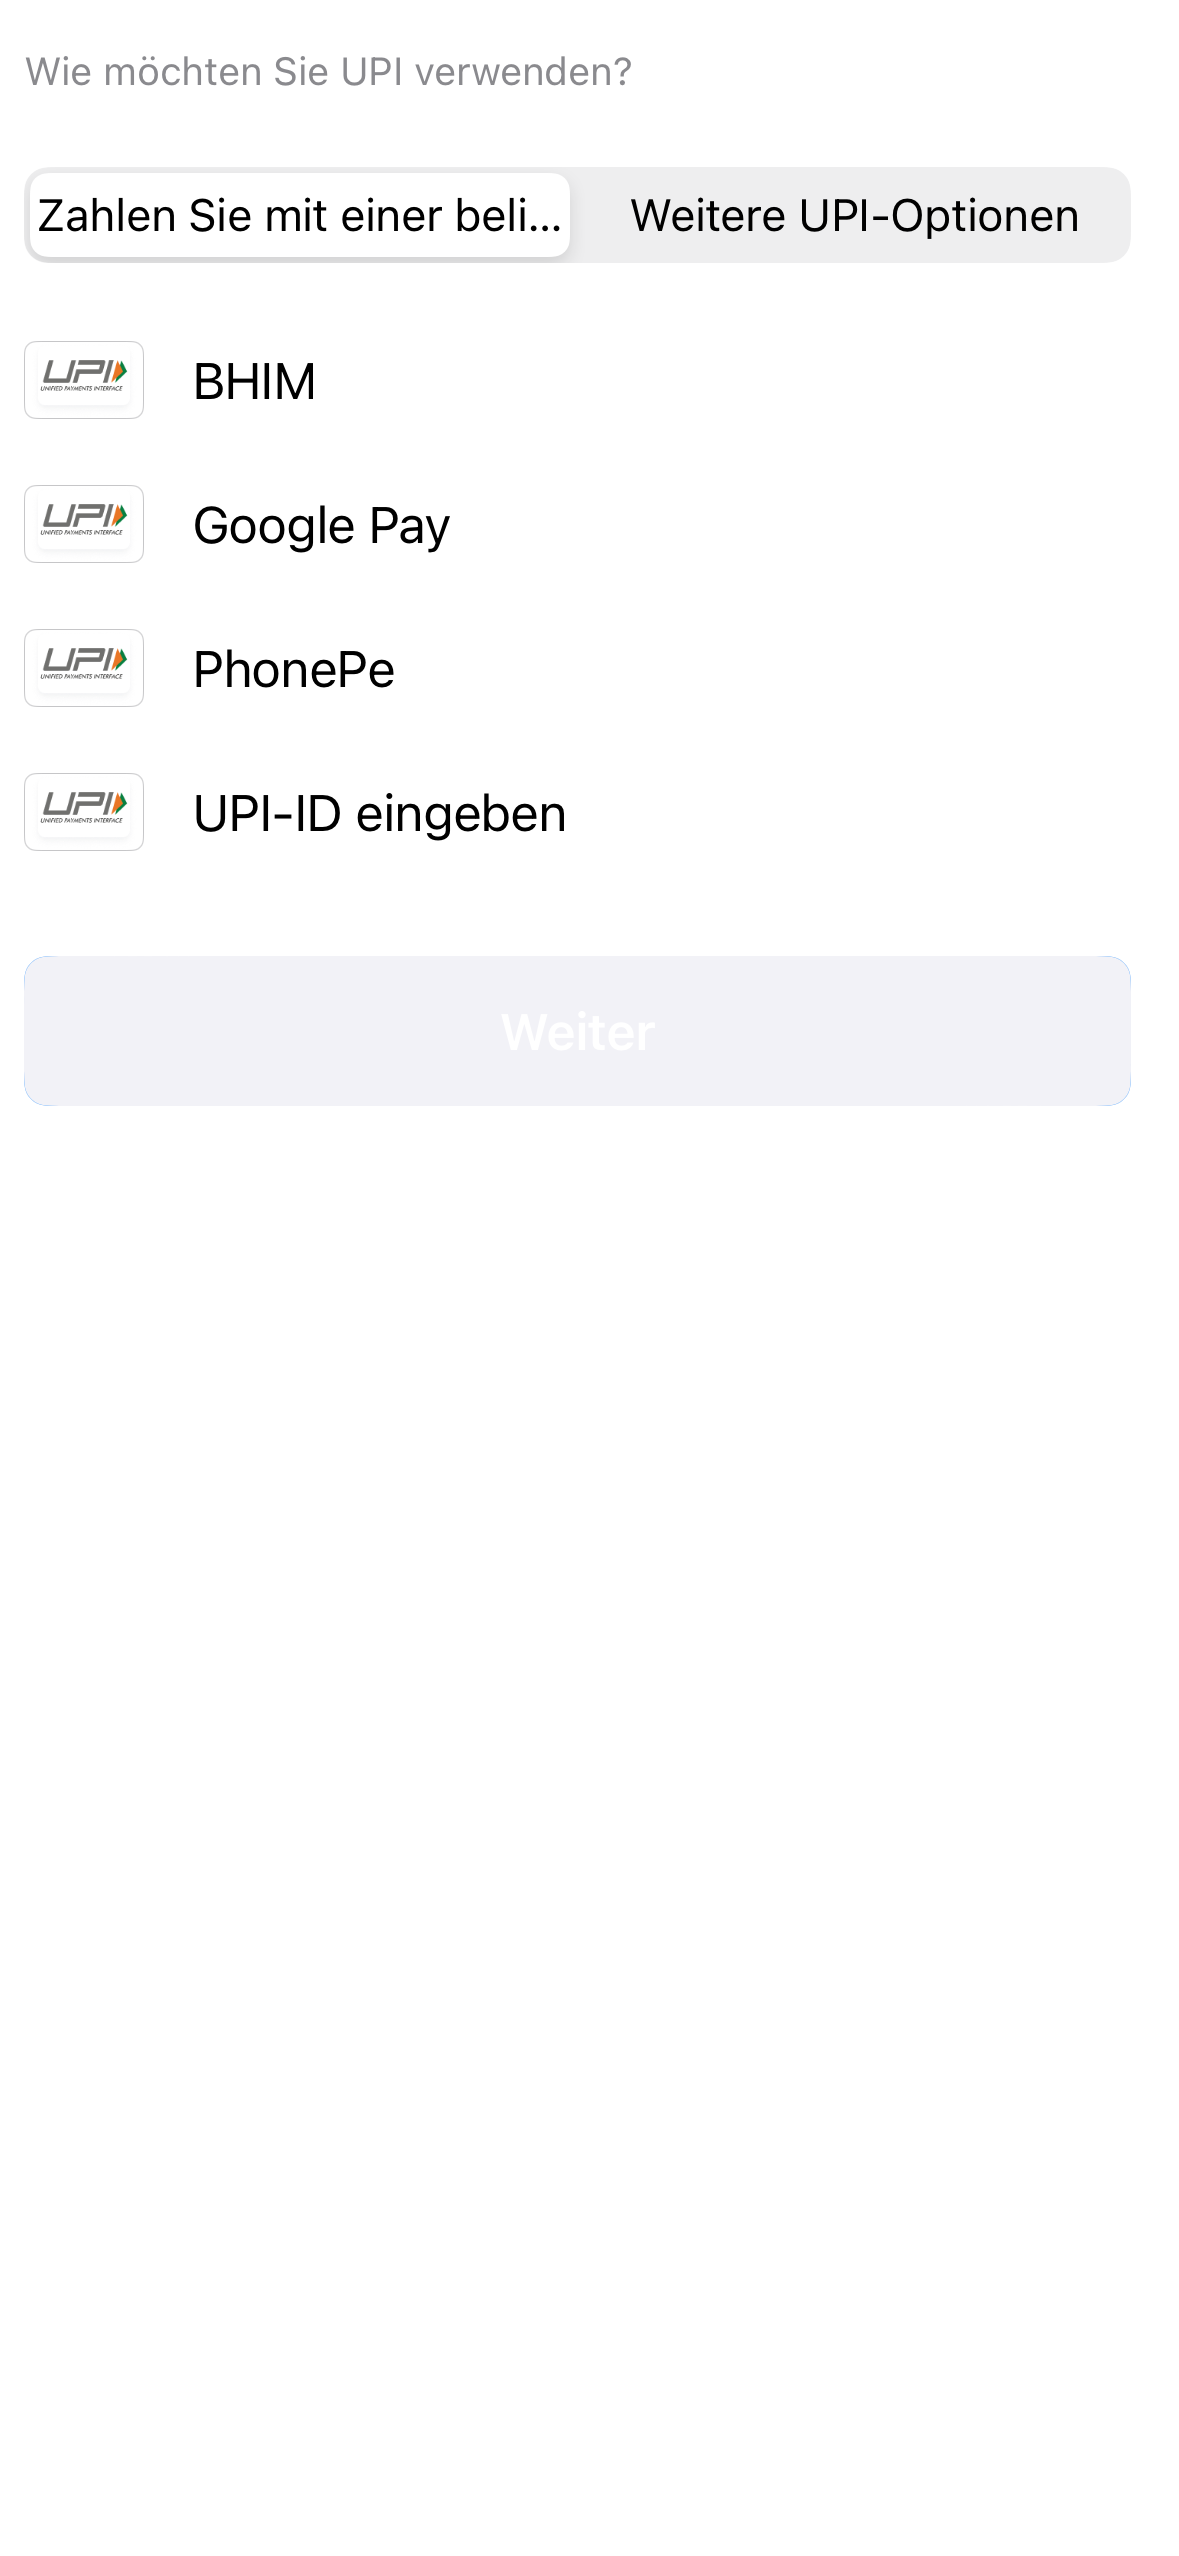 Wie möchten Sie UPI verwenden?
Zahlen Sie mit einer beli...
Weitere UPI-Optionen
UPI
UNIFIED PAYMENTS INTERFACE
BHIM
UPI
UNIFIED PAYMENTS INTERFACE
Google Pay
UPI
UNIFIED PAYMENTS INTERFACE
PhonePe
UPI
UNIFIED PAYMENTS INTERFACE
UPI-ID eingeben
Weiter